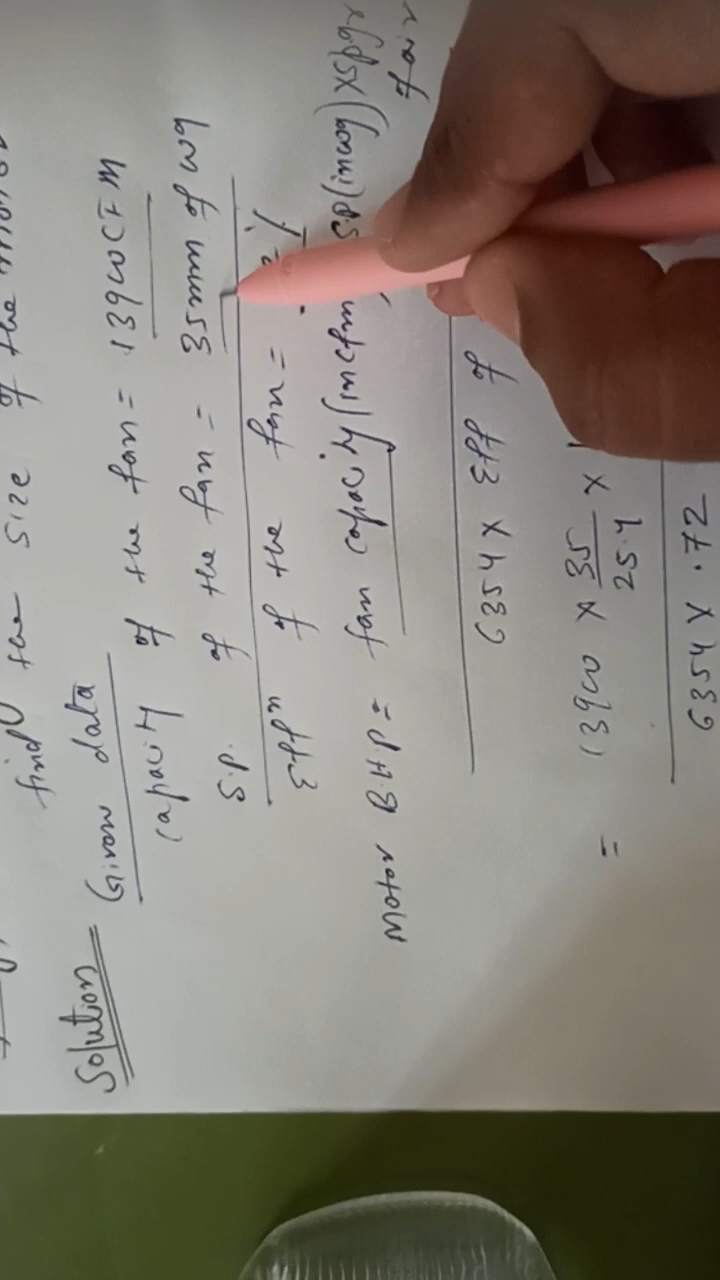 find the size of the
Solution
Given data
capacity of the fan = 13900 CFM
S.P. of the fan = 35mm of wg
Effn of the fan = %
Motor B.H.P = fan capacity (in cfm S.P (in wg) x Sp gr
of air
6354 x Eff of
= 13900 x 35/25.4 x
6354 x .72